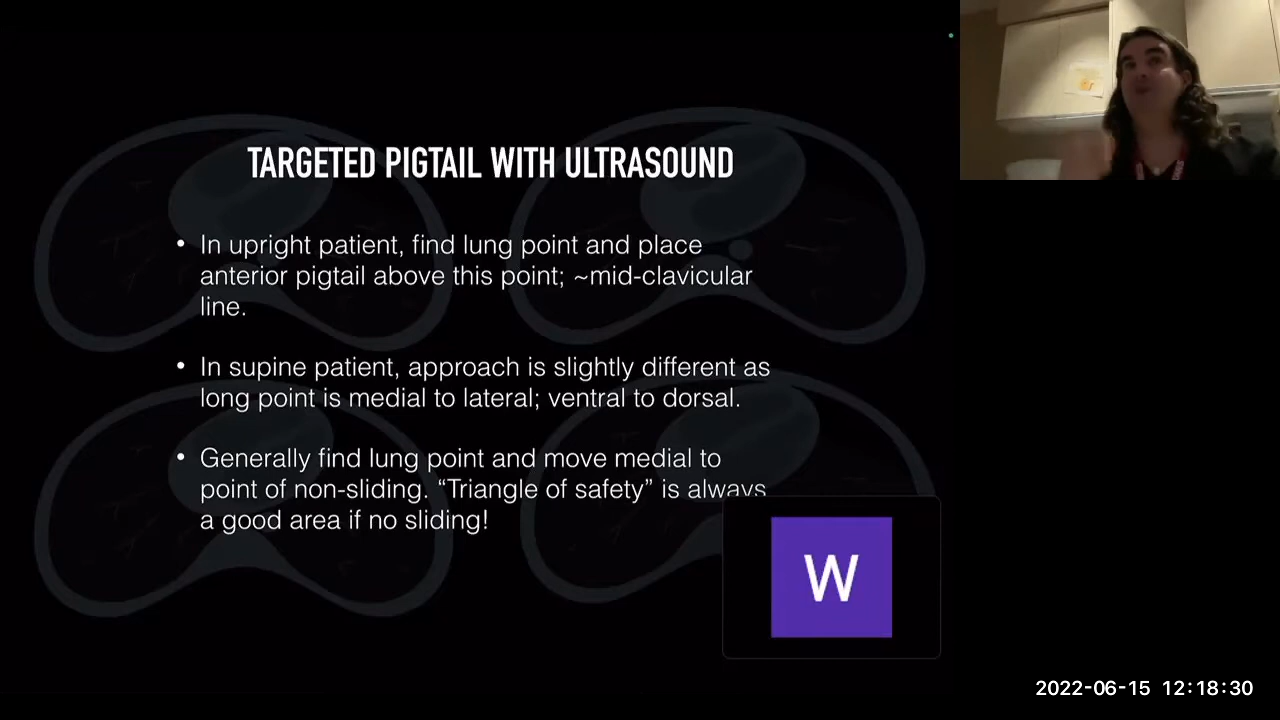 TARGETED PIGTAIL WITH ULTRASOUND
• In upright patient, find lung point and place
anterior pigtail above this point; ~mid-clavicular
line.
• In supine patient, approach is slightly different as
long point is medial to lateral; ventral to dorsal.
• Generally find lung point and move medial to
point of non-sliding. “Triangle of safety” is always
a good area if no sliding!
W
2022-06-15 12:18:30